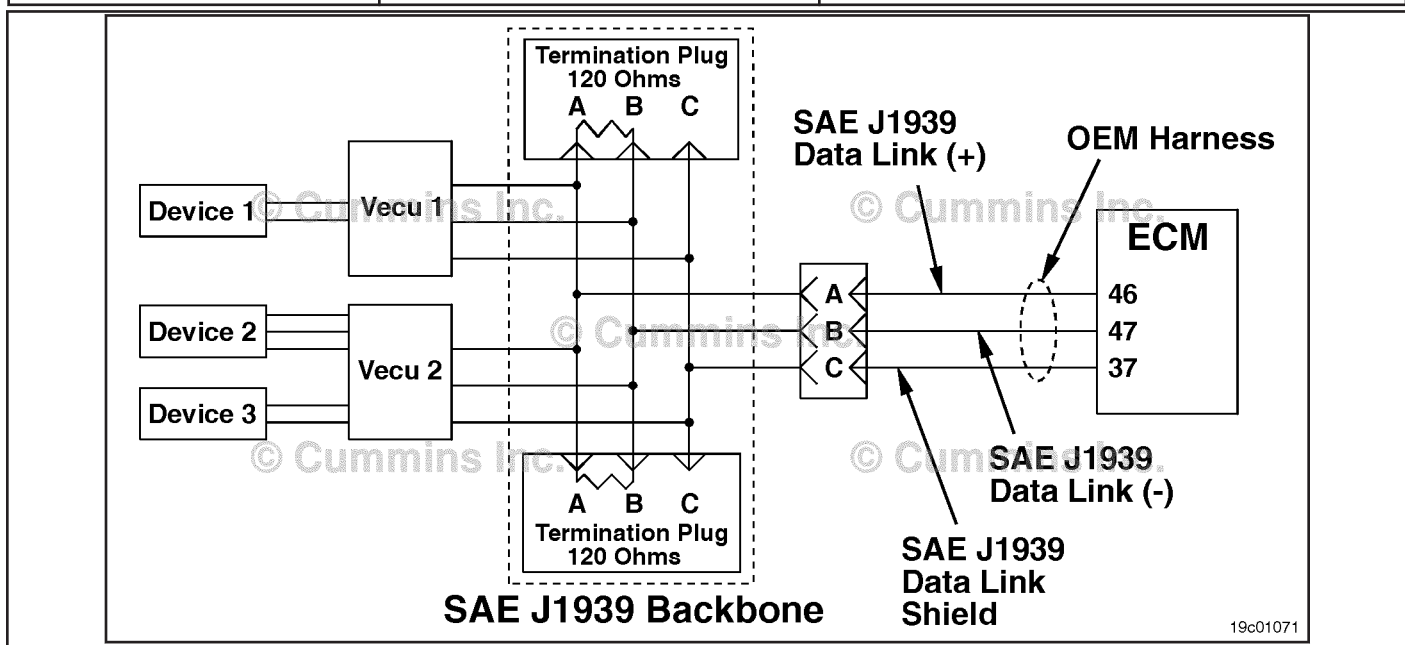 Termination Plug
120 Ohms
A B C
SAE J1939
Data Link (+)
OEM Harness
Device 1
Vecu 1
© Cummins Inc.
© Cummins Inc.
ECM
A
46
Device 2
© Cummins Inc.
B
47
Vecu 2
C
37
Device 3
© Cummins Inc.
© Cummins Inc.
SAE J1939
Data Link (-)
A B C
Termination Plug
120 Ohms
SAE J1939
Data Link
Shield
SAE J1939 Backbone
19c01071